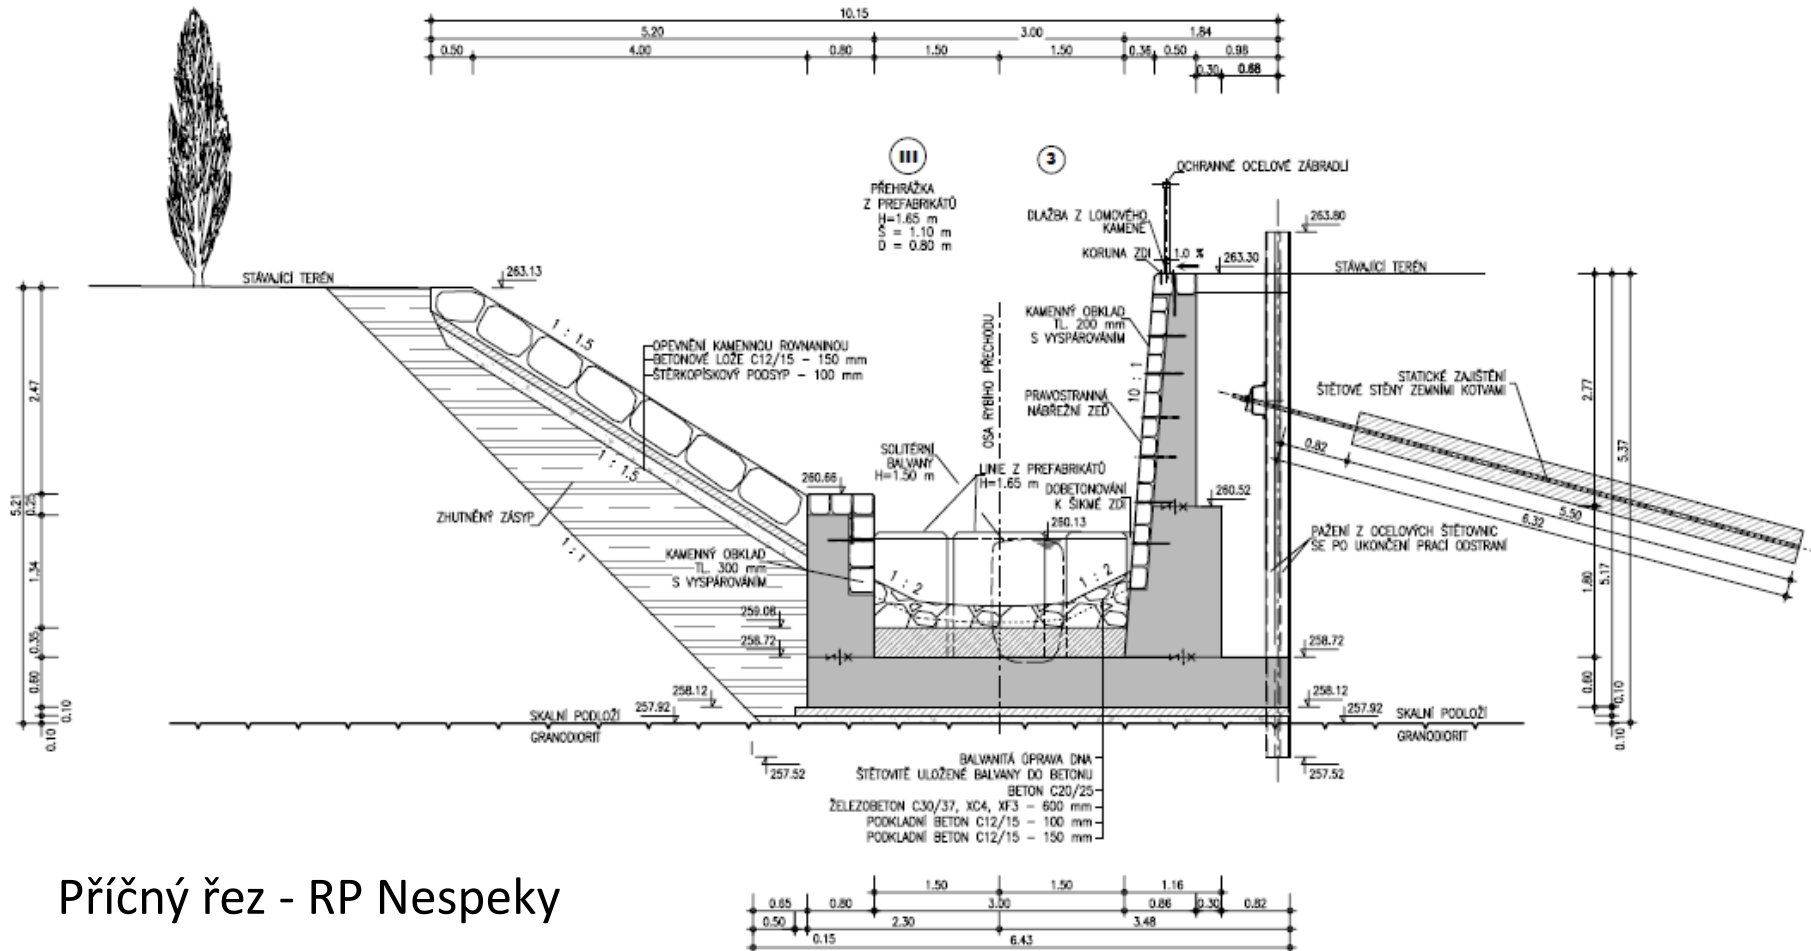 10.15
5.20
3.00
1.84
0.50
4.00
0.80
1.50
1.50
0.36
0.50
0.98
0.30
0.68
III
3
PŘEHRÁŽKA
Z PREFABRIKÁTŮ
H=1.65 m
Š = 1.10 m
D = 0.80 m
OCHRANNÉ OCELOVÉ ZÁBRADLÍ
DLAŽBA Z LOMOVÉHO
KAMENE
KORUNA ZDI
1.0 %
263.80
263.30
STÁVAJÍCÍ TERÉN
STÁVAJÍCÍ TERÉN
263.13
1 : 1.5
OPEVNĚNÍ KAMENNOU ROVNANINOU
BETONOVÉ LOŽE C12/15 - 150 mm
ŠTĚRKOPÍSKOVÝ PODSYP - 100 mm
1 : 1.5
OSA RYBÍHO PŘECHODU
KAMENNÝ OBKLAD
TL. 200 mm
S VYSPÁROVÁNÍM
10 : 1
PRAVOSTRANNÁ
NÁBŘEŽNÍ ZEĎ
STATICKÉ ZAJIŠTĚNÍ
ŠTĚTOVÉ STĚNY ZEMNÍMI KOTVAMI
0.82
5.50
6.32
SOLITÉRNÍ
BALVANY
H=1.50 m
LINIE Z PREFABRIKÁTŮ
H=1.65 m
DOBETONOVÁNÍ
K ŠIKMÉ ZDI
260.66
260.52
260.13
ZHUTNĚNÝ ZÁSYP
1:1
KAMENNÝ OBKLAD
TL. 300 mm
S VYSPÁROVÁNÍM
1 : 2
1 : 2
PAŽENÍ Z OCELOVÝCH ŠTĚTOVNIC
SE PO UKONČENÍ PRACÍ ODSTRANÍ
259.08
258.72
258.72
258.12
258.12
257.92
257.92
SKALNÍ PODLOŽÍ
GRANODIORIT
SKALNÍ PODLOŽÍ
GRANODIORIT
257.52
257.52
5.21
2.47
0.25
1.34
0.35
0.60
0.10
0.10
2.77
5.37
1.80
5.17
0.60
0.10
0.10
BALVANITÁ ÚPRAVA DNA
ŠTĚTOVITĚ ULOŽENÉ BALVANY DO BETONU
BETON C20/25
ŽELEZOBETON C30/37, XC4, XF3 - 600 mm
PODKLADNÍ BETON C12/15 - 100 mm
PODKLADNÍ BETON C12/15 - 150 mm
Příčný řez - RP Nespeky
1.50
1.50
1.16
0.65
0.80
3.00
0.86
0.30
0.82
0.50
2.30
3.48
0.15
6.43